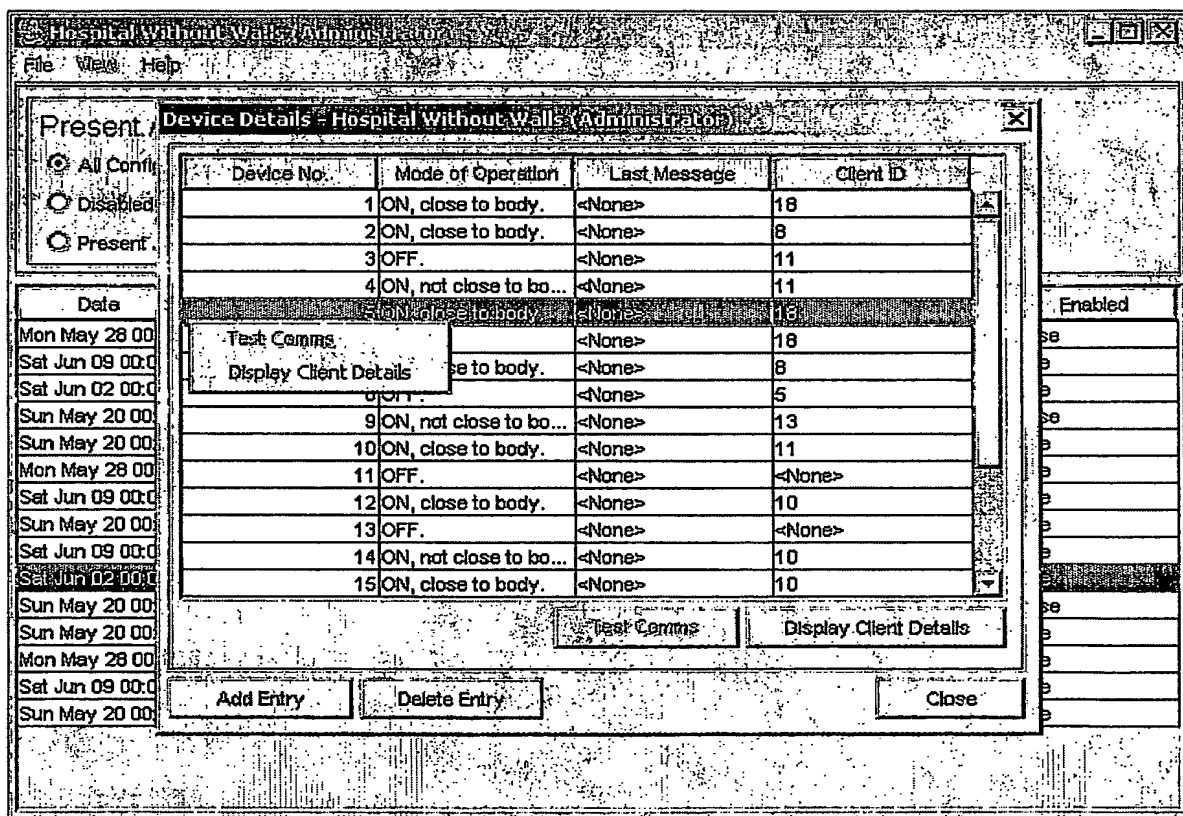 Hospital Without Walls (Administrator)
File View Help
Present
Device Details - Hospital Without Walls (Administrator)
All Confi
Disabled
Present
Device No. Mode of Operation Last Message Client ID
1 ON, close to body. <None> 18
2 ON, close to body. <None> 8
3 OFF. <None> 11
4 ON, not close to bo... <None> 11
5 ON, close to body. <None> 18
<None> 18
se to body. <None> 8
8 OFF. <None> 5
9 ON, not close to bo... <None> 13
10 ON, close to body. <None> 11
11 OFF. <None> <None>
12 ON, close to body. <None> 10
13 OFF. <None> <None>
14 ON, not close to bo... <None> 10
15 ON, close to body. <None> 10
Test Comms
Display Client Details
Test Comms Display Client Details
Add Entry Delete Entry Close
Date Enabled
Mon May 28 00 se
Sat Jun 09 00:0 e
Sat Jun 02 00:0 e
Sun May 20 00: se
Sun May 20 00: e
Mon May 28 00 e
Sat Jun 09 00:0 e
Sun May 20 00: e
Sat Jun 09 00:0 e
Sat Jun 02 00:0 e
Sun May 20 00: se
Sun May 20 00: e
Mon May 28 00 e
Sat Jun 09 00:0 e
Sun May 20 00: e